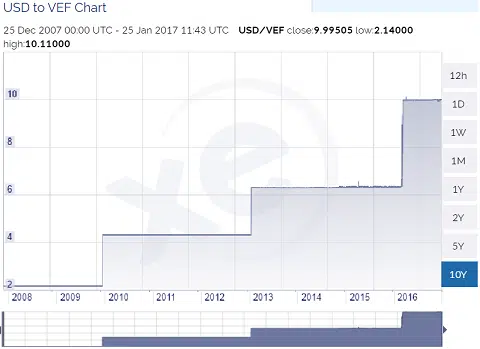 USD to VEF Chart
25 Dec 2007 00:00 UTC - 25 Jan 2017 11:43 UTC USD/VEF close:9.99505 low:2.14000
high:10.11000
xe
12h
1D
1W
1M
1Y
2Y
5Y
10Y
10
8
6
4
2
2008 2009 2010 2011 2012 2013 2014 2015 2016